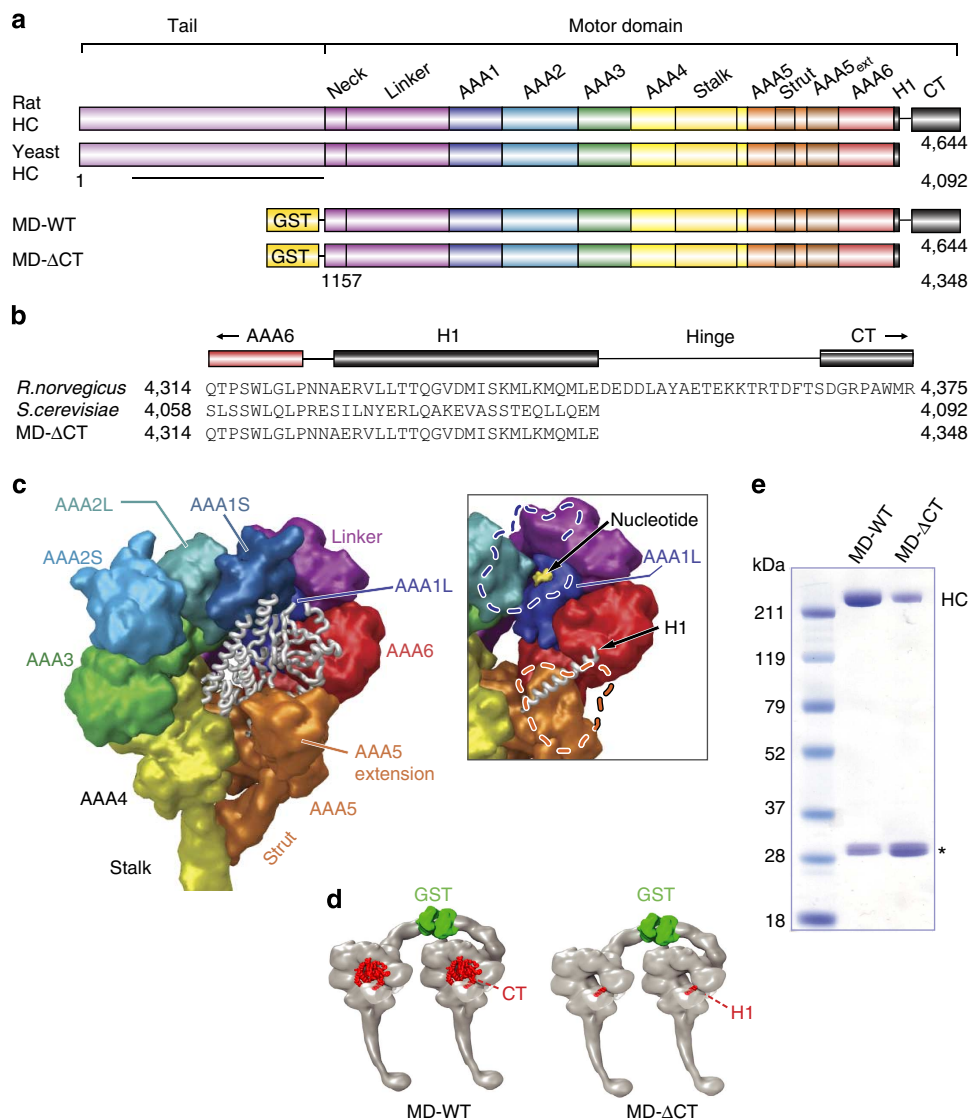 a
Tail
Motor domain
Neck
Linker
AAA1
AAA2
AAA3
AAA4
Stalk
AAA5
Strut
AAA5ext
AAA6
H1
CT
Rat
HC
4,644
Yeast
HC
1
4,092
MD-WT
GST
4,644
MD-ΔCT
GST
1157
4,348
b
AAA6 H1 Hinge CT
R.norvegicus 4,314 QTPSWLGLPNNAERVLLTTQGVDMISKMLKMQMLEDEDDLAYAETEKKTRTDFTSDGRPAWMR 4,375
S.cerevisiae 4,058 SLSSWLQLPRESILNYERLQAKEVASSTEQLLQEM 4,092
MD-ΔCT 4,314 QTPSWLGLPNNAERVLLTTQGVDMISKMLKMQMLE 4,348
c
AAA2L
AAA1S
AAA2S
Linker
AAA1L
AAA3
AAA6
AAA5
extension
AAA4
AAA5
Strut
Stalk
Nucleotide
AAA1L
H1
d
GST
CT
MD-WT
GST
H1
MD-ΔCT
e
MD-WT
MD-ΔCT
kDa
HC
211
119
79
52
37
28
*
18